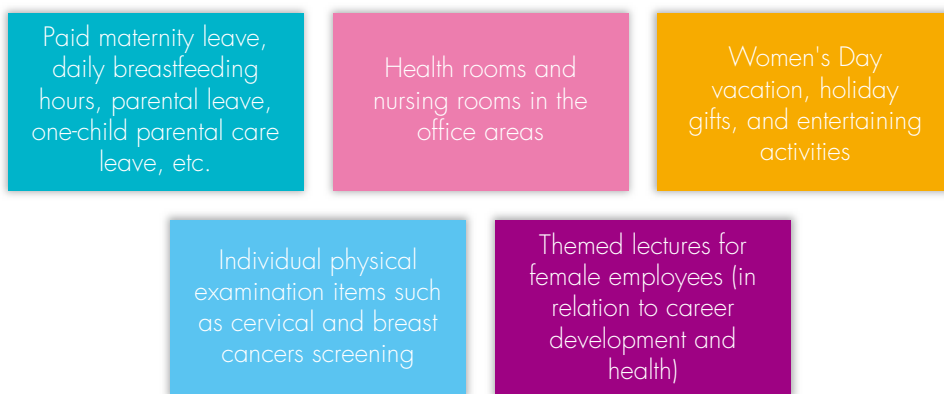 Paid maternity leave,
daily breastfeeding
hours, parental leave,
one-child parental care
leave, etc.
Health rooms and
nursing rooms in the
office areas
Women's Day
vacation, holiday
gifts, and entertaining
activities
Individual physical
examination items such
as cervical and breast
cancers screening
Themed lectures for
female employees (in
relation to career
development and
health)